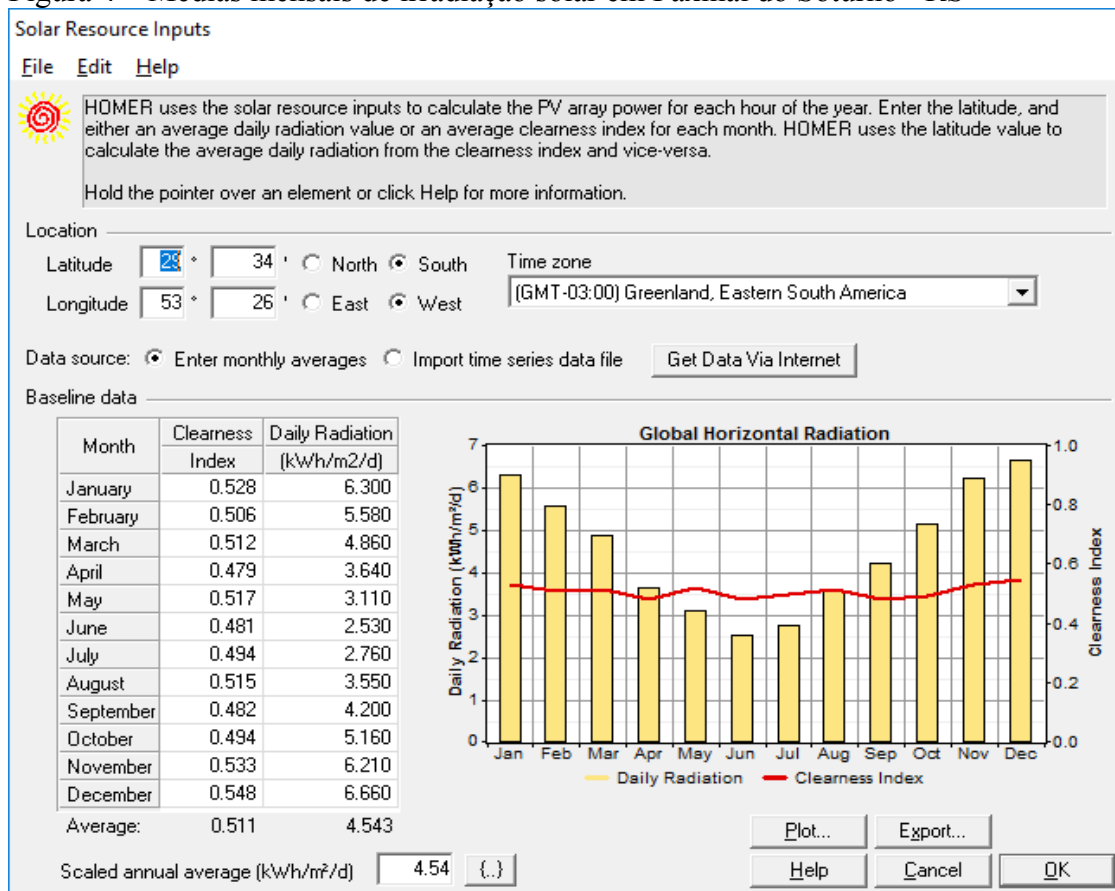 Figura 4 – Médias mensais de irradiação solar em Faxinal do Soturno - RS
Solar Resource Inputs
File Edit Help
HOMER uses the solar resource inputs to calculate the PV array power for each hour of the year. Enter the latitude, and
either an average daily radiation value or an average clearness index for each month. HOMER uses the latitude value to
calculate the average daily radiation from the clearness index and vice-versa.
Hold the pointer over an element or click Help for more information.
Location
Latitude 29 ° 34 ' North South
Time zone
Longitude 53 ° 26 ' East West
(GMT-03:00) Greenland, Eastern South America
Data source: Enter monthly averages Import time series data file Get Data Via Internet
Baseline data
Month Clearness Index Daily Radiation (kWh/m2/d)
January 0.528 6.300
February 0.506 5.580
March 0.512 4.860
April 0.479 3.640
May 0.517 3.110
June 0.481 2.530
July 0.494 2.760
August 0.515 3.550
September 0.482 4.200
October 0.494 5.160
November 0.533 6.210
December 0.548 6.660
Average: 0.511 4.543
Scaled annual average (kWh/m²/d) 4.54 {..}
Global Horizontal Radiation
Daily Radiation (kWh/m²/d)
7
6
5
4
3
2
1
0
Jan Feb Mar Apr May Jun Jul Aug Sep Oct Nov Dec
1.0
0.8
0.6
0.4
0.2
0.0
Clearness Index
Daily Radiation Clearness Index
Plot... Export...
Help Cancel OK